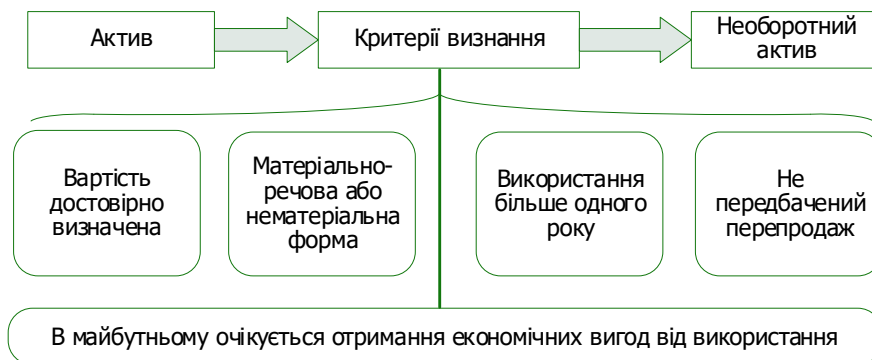 Актив
Критерії визнання
Необоротний
актив
Вартість
достовірно
визначена
Матеріально-
речова або
нематеріальна
форма
Використання
більше одного
року
Не
передбачений
перепродаж
В майбутньому очікується отримання економічних вигод від використання